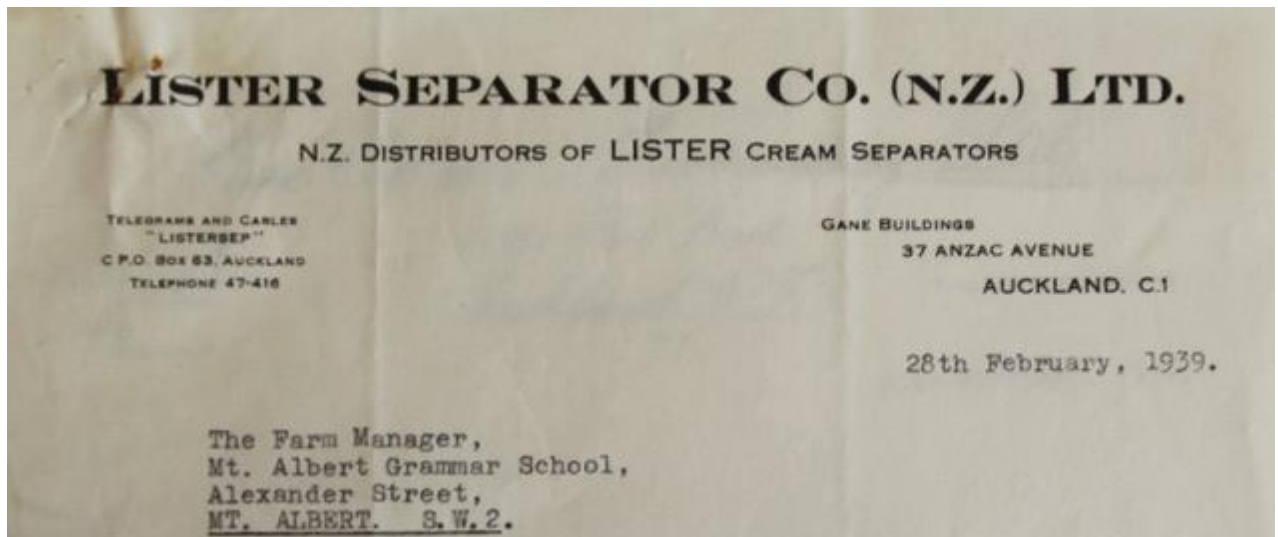 LISTER SEPARATOR CO. (N.Z.) LTD.
N.Z. DISTRIBUTORS OF LISTER CREAM SEPARATORS
TELEGRAMS AND CABLES
"LISTERSEP"
C P.O. BOX 63, AUCKLAND
TELEPHONE 47-416
GANE BUILDINGS
37 ANZAC AVENUE
AUCKLAND. C.1
28th February, 1939.
The Farm Manager,
Mt. Albert Grammar School,
Alexander Street,
MT. ALBERT. S.W.2.